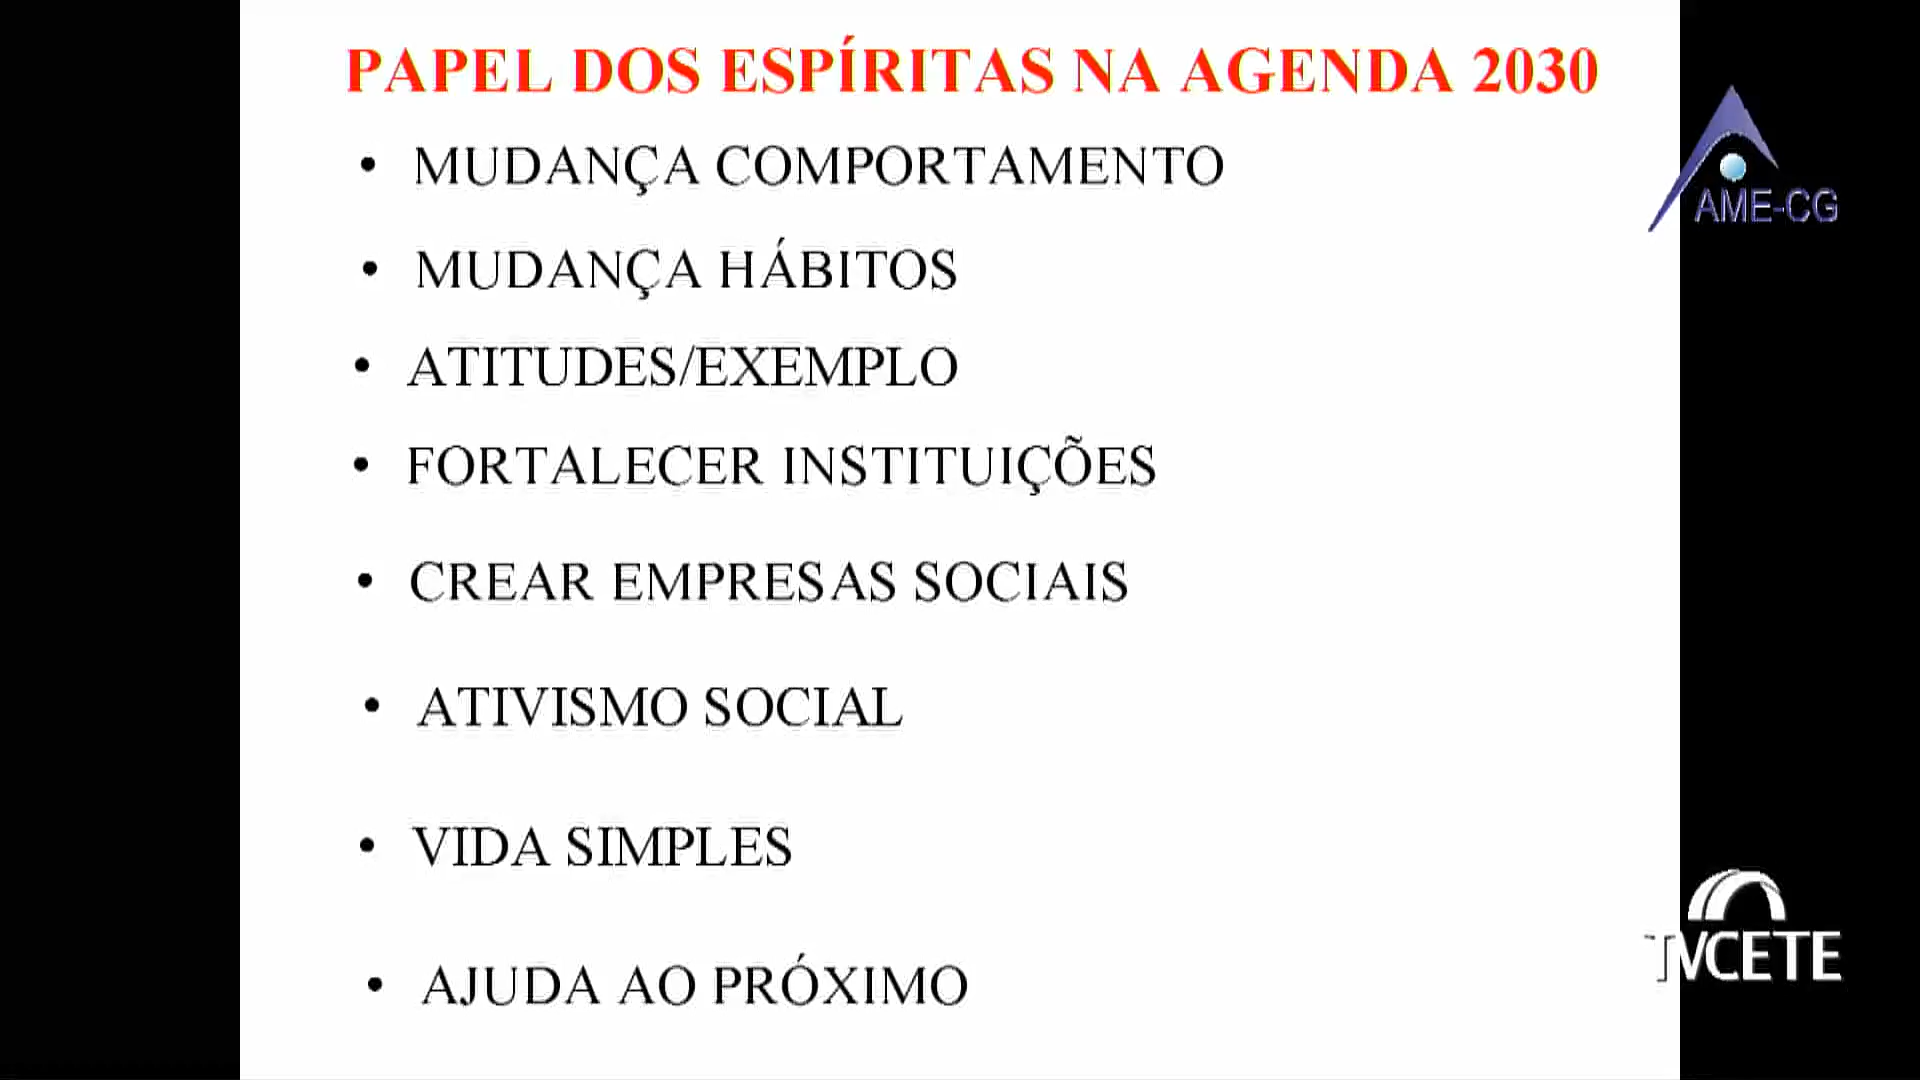 PAPEL DOS ESPÍRITAS NA AGENDA 2030
• MUDANÇA COMPORTAMENTO
AME-CG
• MUDANÇA HÁBITOS
• ATITUDES/EXEMPLO
• FORTALECER INSTITUIÇÕES
• CREAR EMPRESAS SOCIAIS
• ATIVISMO SOCIAL
• VIDA SIMPLES
TVCETE
• AJUDA AO PRÓXIMO